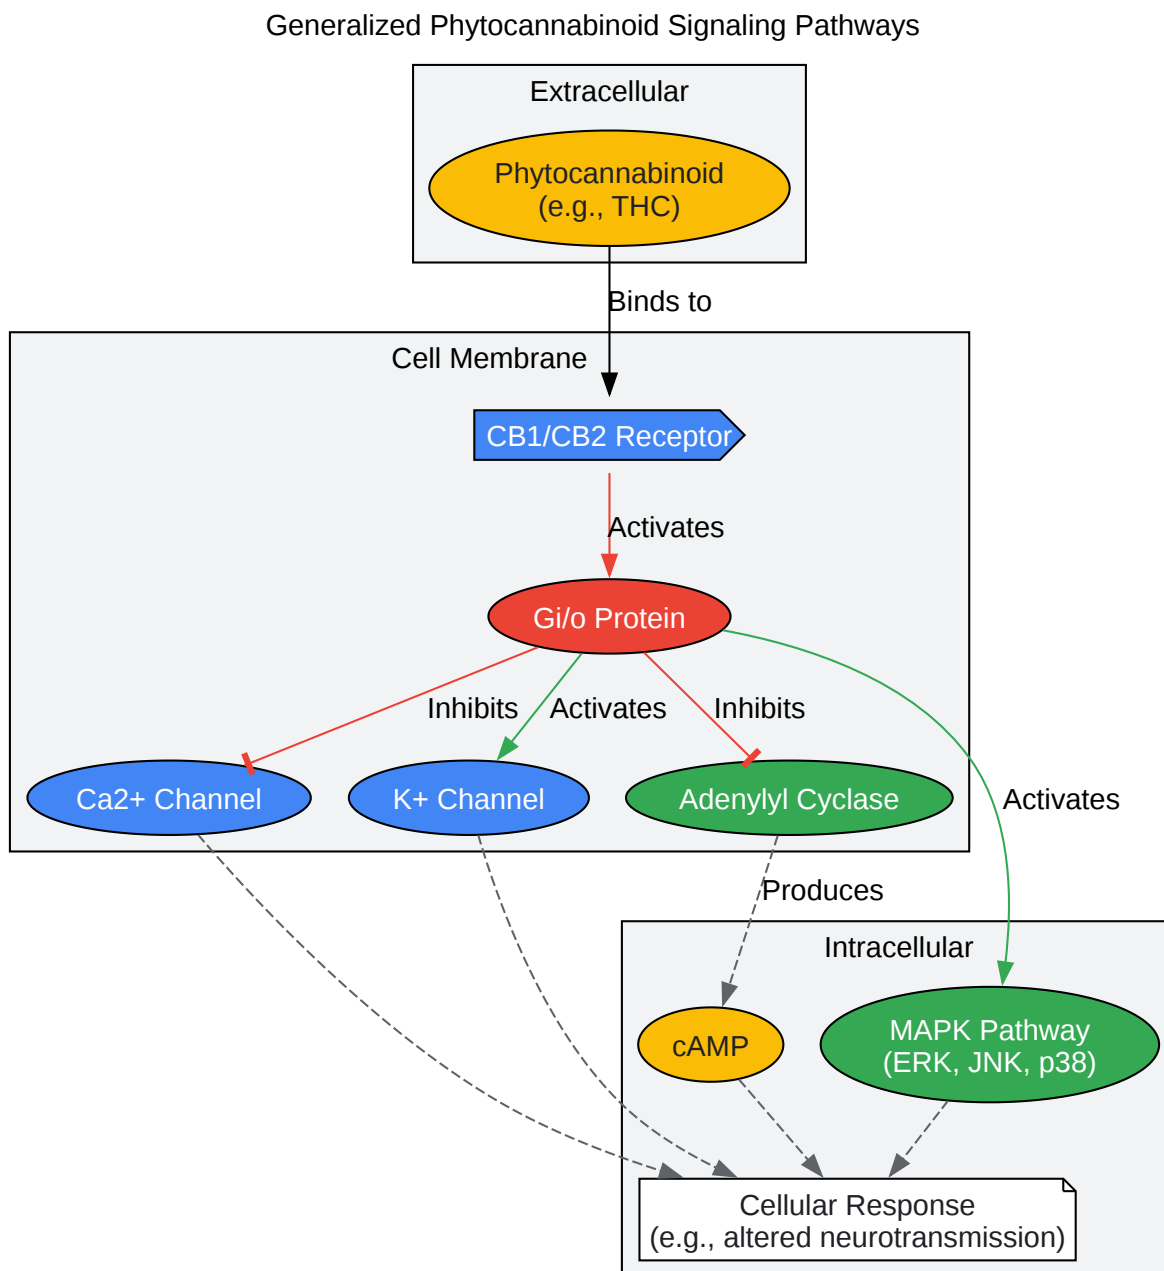 Generalized Phytocannabinoid Signaling Pathways
Extracellular
Phytocannabinoid
(e.g., THC)
Binds to
Cell Membrane
CB1/CB2 Receptor
Activates
Gi/o Protein
Inhibits
Activates
Inhibits
Ca2+ Channel
K+ Channel
Adenylyl Cyclase
Activates
Produces
Intracellular
cAMP
MAPK Pathway
(ERK, JNK, p38)
Cellular Response
(e.g., altered neurotransmission)